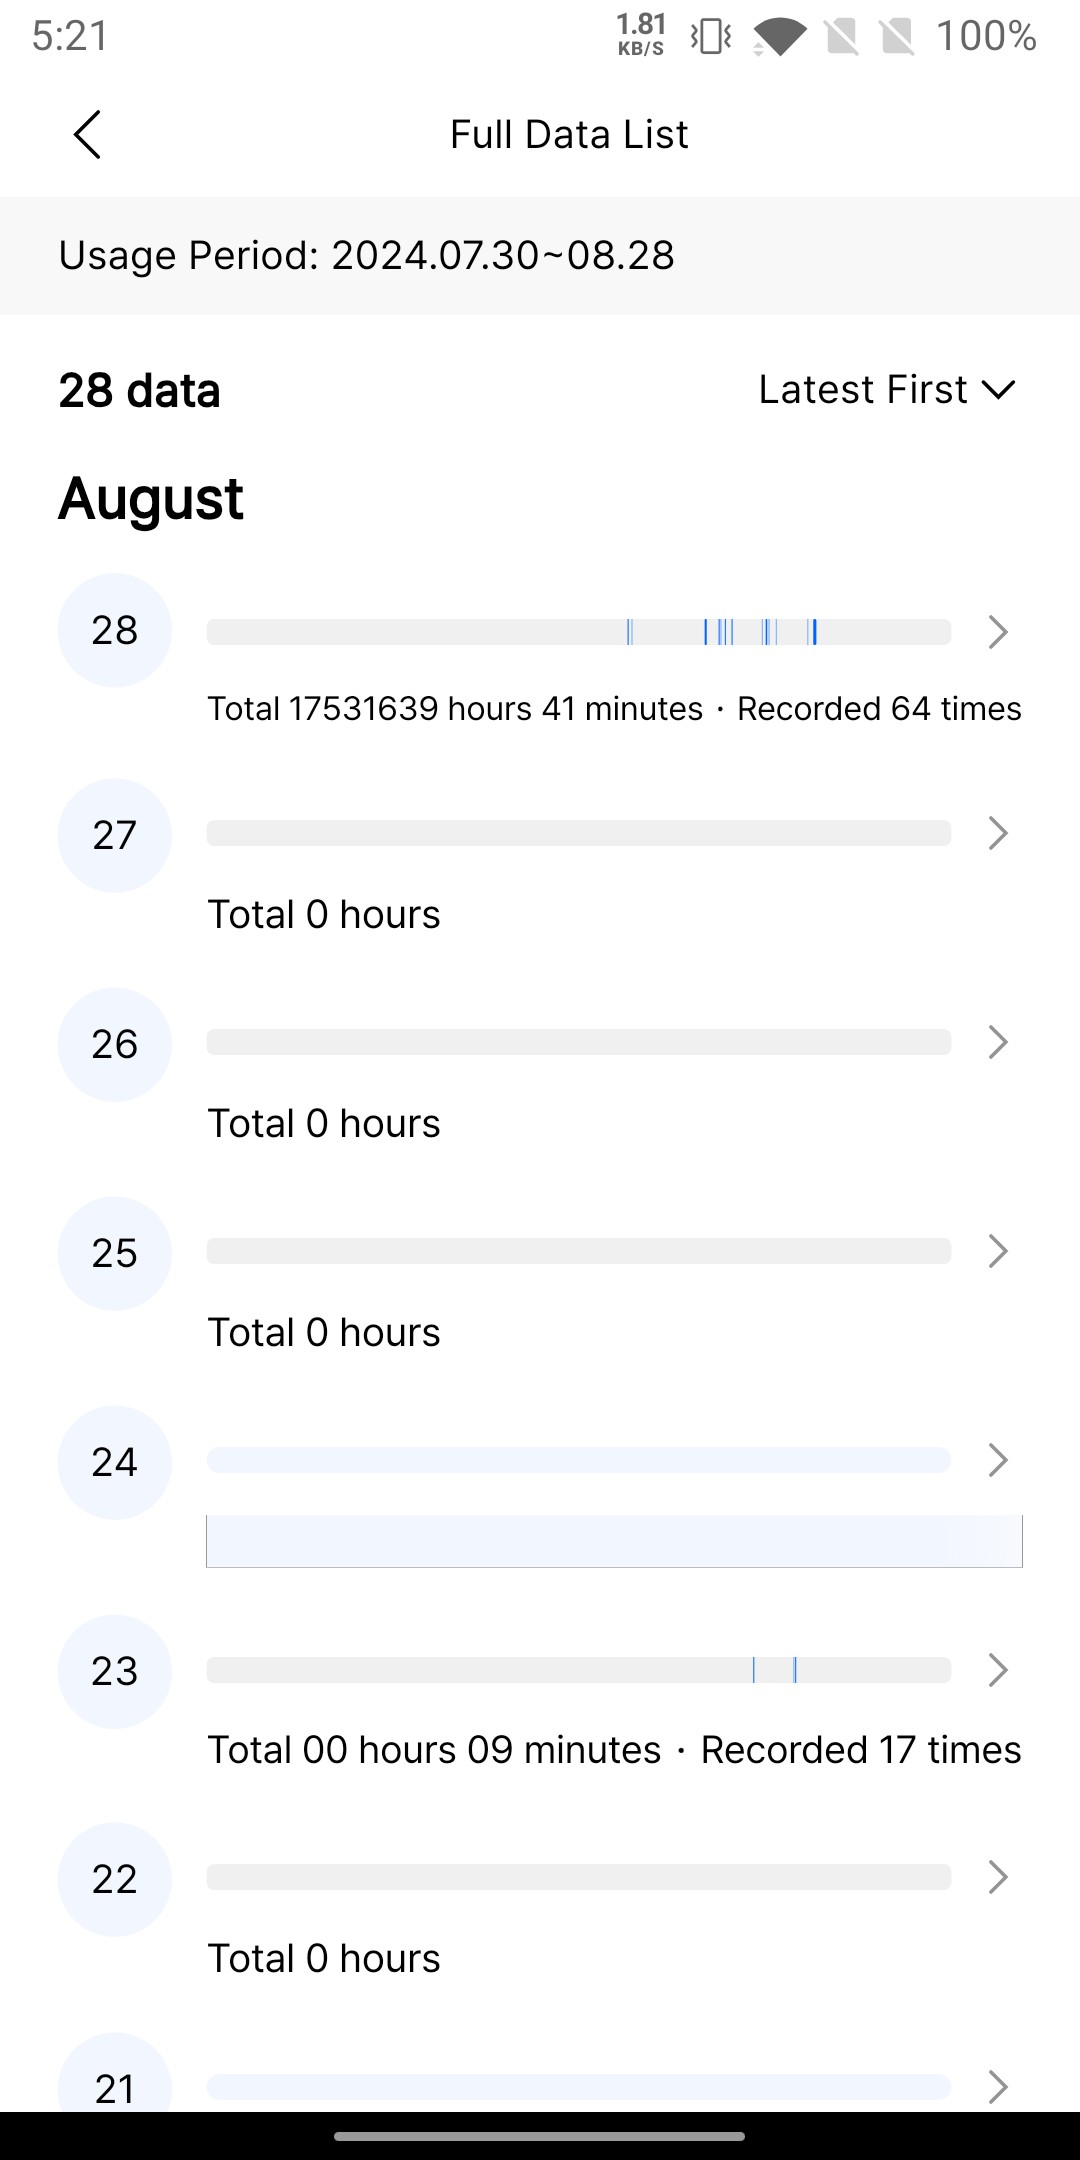 5:21
1.81
KB/S
100%
Full Data List
Usage Period: 2024.07.30~08.28
28 data
Latest First
August
28
Total 17531639 hours 41 minutes · Recorded 64 times
27
Total 0 hours
26
Total 0 hours
25
Total 0 hours
24
23
Total 00 hours 09 minutes · Recorded 17 times
22
Total 0 hours
21